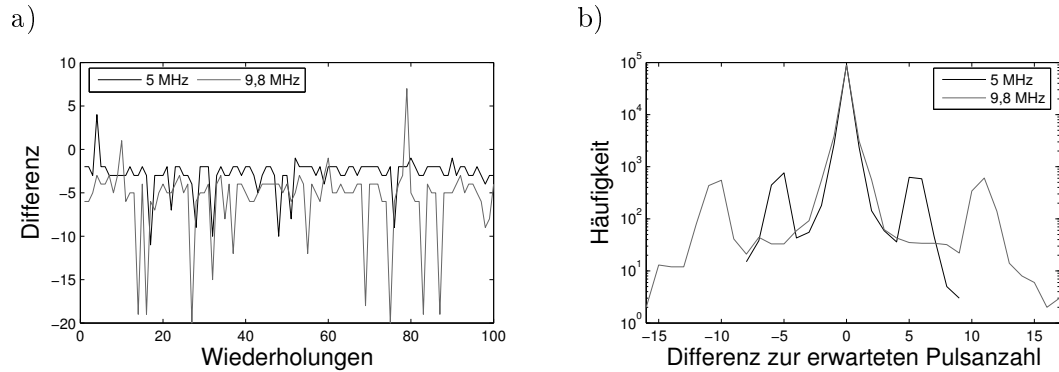 a)
b)
10
5
0
−5
−10
−15
−20
0 20 40 60 80 100
Differenz
Wiederholungen
5 MHz 9,8 MHz
10^5
10^4
10^3
10^2
10^1
10^0
−15 −10 −5 0 5 10 15
Häufigkeit
Differenz zur erwarteten Pulsanzahl
5 MHz
9,8 MHz